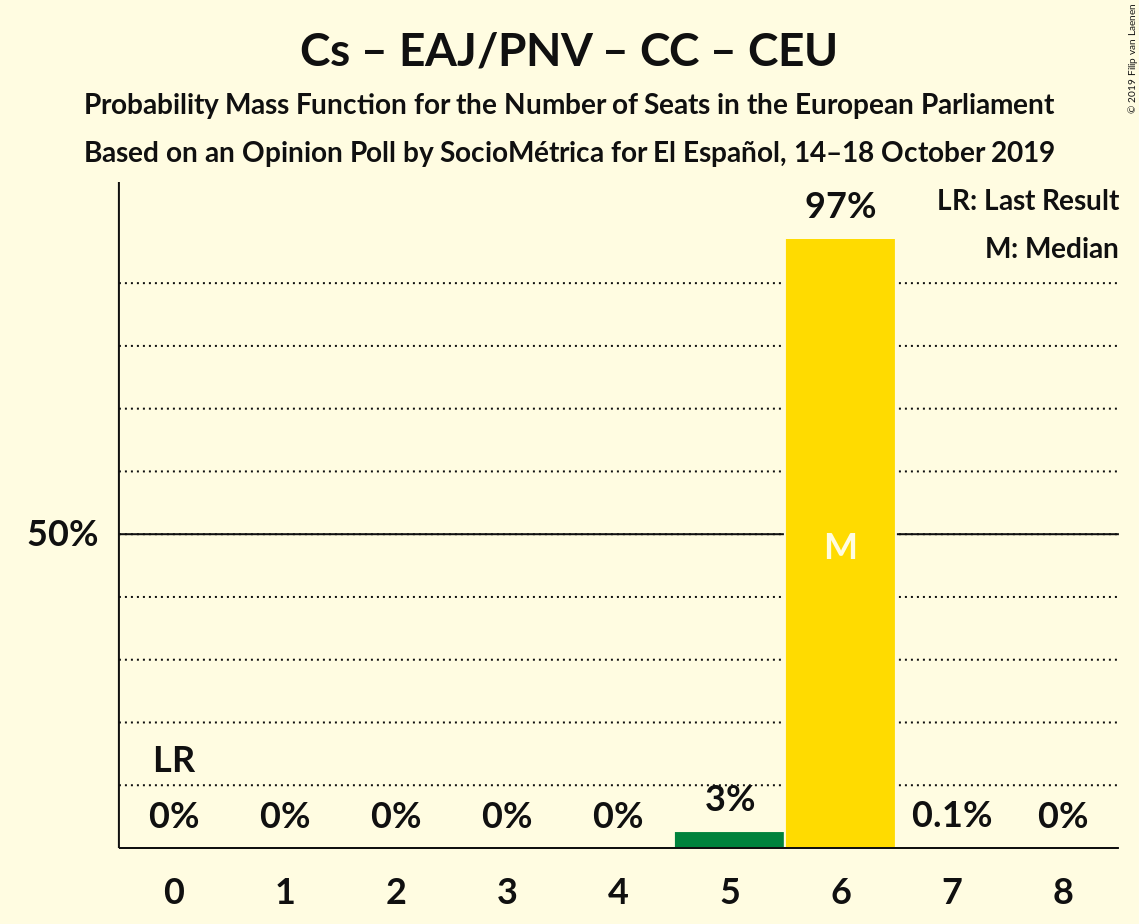 Cs – EAJ/PNV – CC – CEU
Probability Mass Function for the Number of Seats in the European Parliament
Based on an Opinion Poll by SocioMétrica for El Español, 14–18 October 2019
© 2019 Filip van Laenen
LR: Last Result
M: Median
97%
50%
M
LR
0% 0% 0% 0% 0% 3% 0.1% 0%
0 1 2 3 4 5 6 7 8